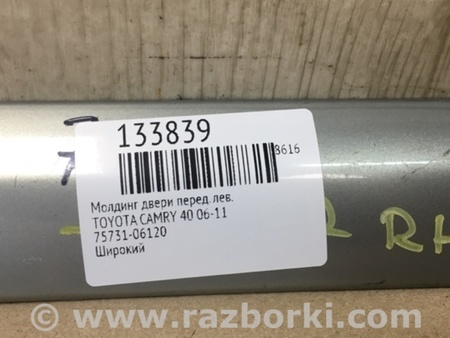 133839
8616
Молдинг двери перед. лев.
TOYOTA CAMRY 40 06-11
75731-06120
Широкий
RH
www.razborki.com